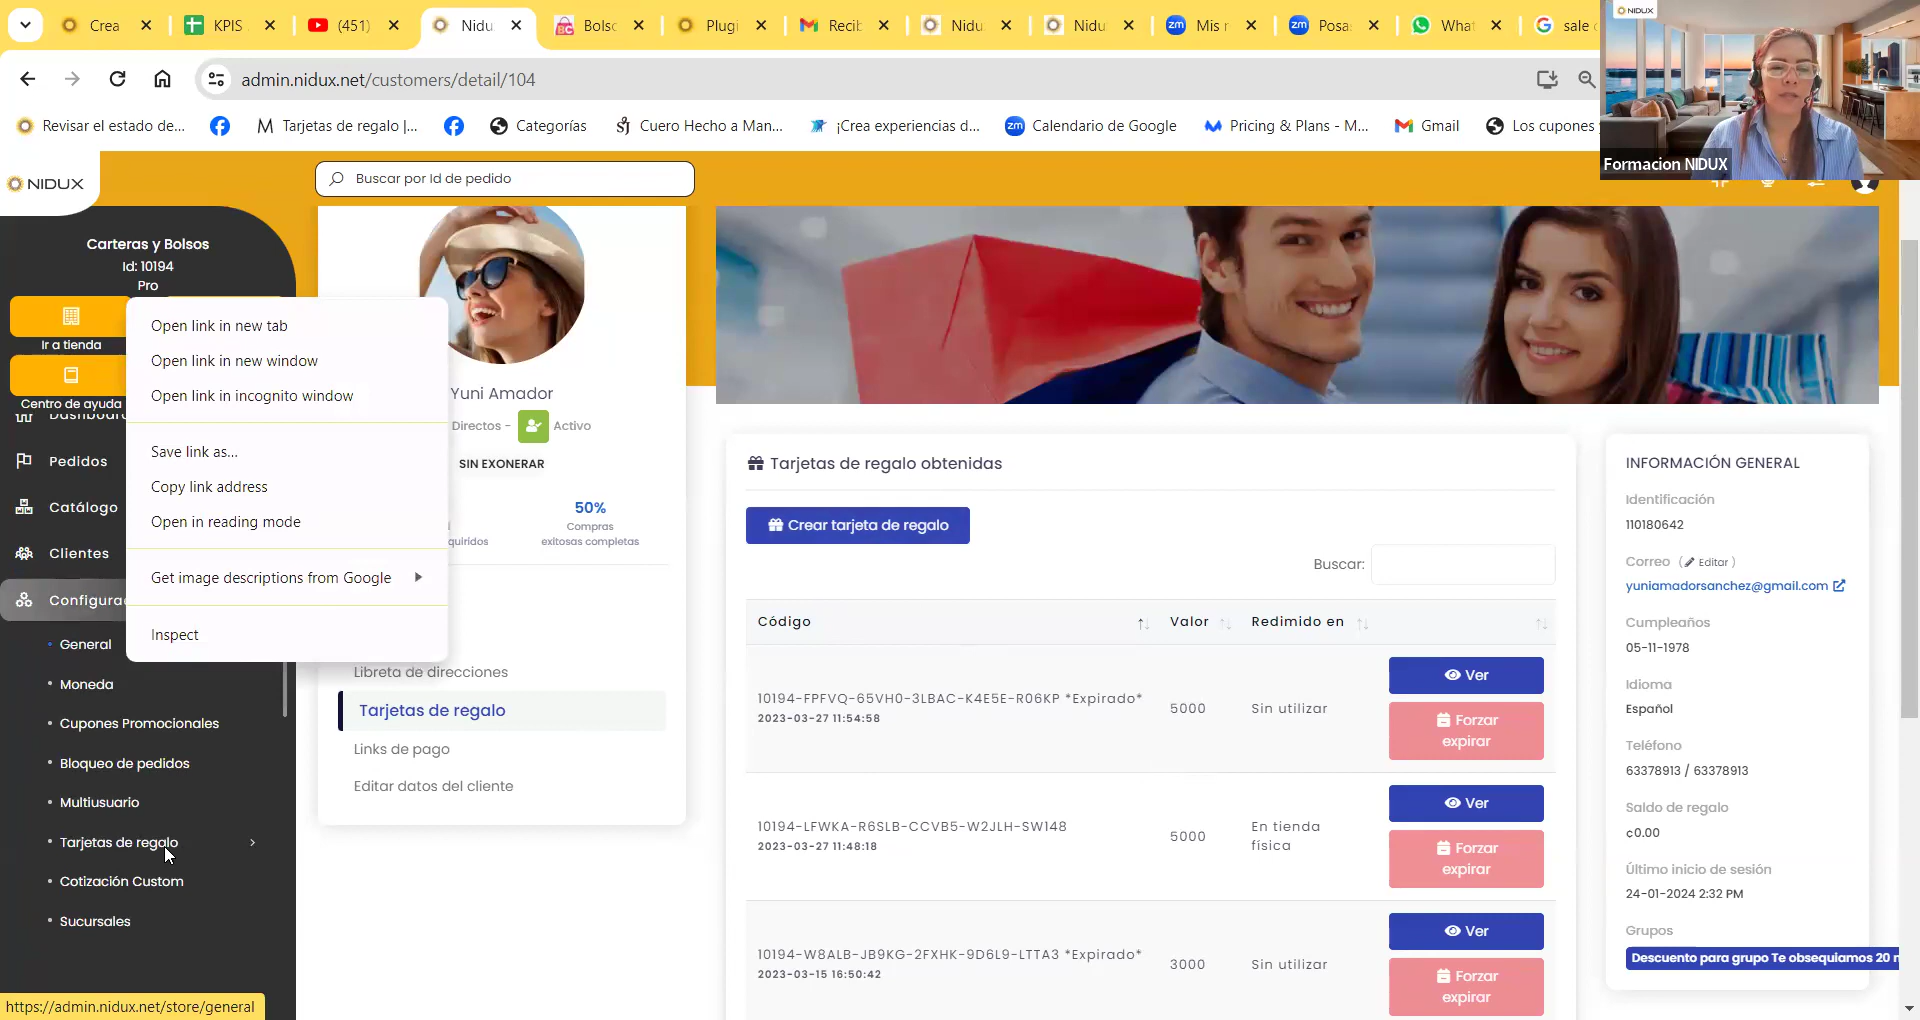 Crea
KPIS
(451)
Nidu
Bols
Plugi
Recib
Nidu
Nidu
zm
Mis r
zm
Posa
What
sale
NIDUX
admin.nidux.net/customers/detail/104
Revisar el estado de...
Tarjetas de regalo |...
Categorías
Cuero Hecho a Man...
¡Crea experiencias d...
zm
Calendario de Google
Pricing & Plans - M...
Gmail
Los cupones
Formacion NIDUX
NIDUX
Buscar por Id de pedido
Carteras y Bolsos
Id: 10194
Pro
Ir a tienda
Centro de ayuda
Dashboar
Pedidos
Catálogo
Clientes
Configura
General
Moneda
Cupones Promocionales
Bloqueo de pedidos
Multiusuario
Tarjetas de regalo
Cotización Custom
Sucursales
https://admin.nidux.net/store/general
Open link in new tab
Open link in new window
Open link in incognito window
Save link as...
Copy link address
Open in reading mode
Get image descriptions from Google
Inspect
Yuni Amador
Directos -
Activo
SIN EXONERAR
quiridos
50%
Compras
exitosas completas
Libreta de direcciones
Tarjetas de regalo
Links de pago
Editar datos del cliente
Tarjetas de regalo obtenidas
Crear tarjeta de regalo
Buscar:
Código
Valor
Redimido en
10194-FPFVQ-65VH0-3LBAC-K4E5E-R06KP *Expirado*
2023-03-27 11:54:58
5000
Sin utilizar
Ver
Forzar
expirar
10194-LFWKA-R6SLB-CCVB5-W2JLH-SW148
2023-03-27 11:48:18
5000
En tienda
física
Ver
Forzar
expirar
10194-W8ALB-JB9KG-2FXHK-9D6L9-LTTA3 *Expirado*
2023-03-15 16:50:42
3000
Sin utilizar
Ver
Forzar
expirar
INFORMACIÓN GENERAL
Identificación
110180642
Correo ( Editar )
yuniamadorsanchez@gmail.com
Cumpleaños
05-11-1978
Idioma
Español
Teléfono
63378913 / 63378913
Saldo de regalo
¢0.00
Último inicio de sesión
24-01-2024 2:32 PM
Grupos
Descuento para grupo Te obsequiamos 20